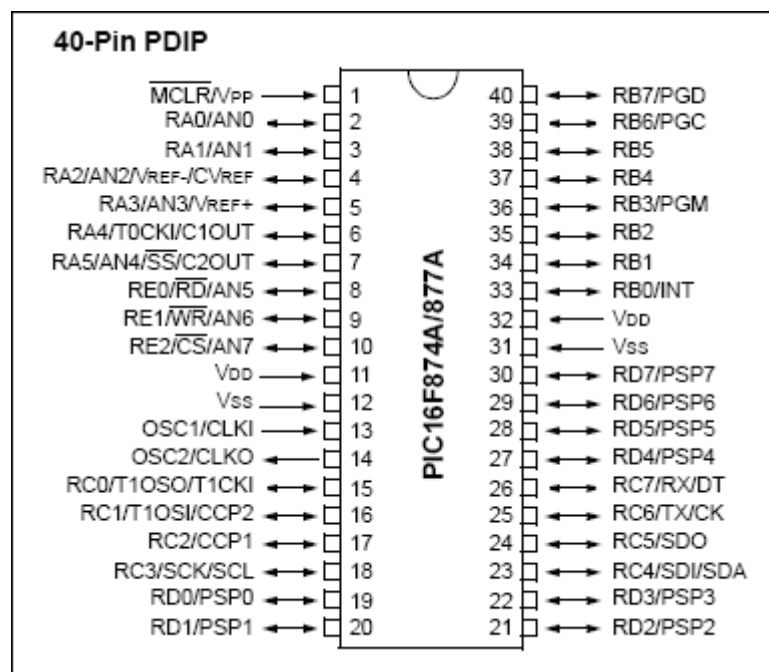 40-Pin PDIP
MCLR/VPP 1 40 RB7/PGD
RA0/AN0 2 39 RB6/PGC
RA1/AN1 3 38 RB5
RA2/AN2/VREF-/CVREF 4 37 RB4
RA3/AN3/VREF+ 5 36 RB3/PGM
RA4/T0CKI/C1OUT 6 35 RB2
RA5/AN4/SS/C2OUT 7 34 RB1
RE0/RD/AN5 8 33 RB0/INT
RE1/WR/AN6 9 32 VDD
RE2/CS/AN7 10 31 VSS
VDD 11 30 RD7/PSP7
VSS 12 29 RD6/PSP6
OSC1/CLKI 13 28 RD5/PSP5
OSC2/CLKO 14 27 RD4/PSP4
RC0/T1OSO/T1CKI 15 26 RC7/RX/DT
RC1/T1OSI/CCP2 16 25 RC6/TX/CK
RC2/CCP1 17 24 RC5/SDO
RC3/SCK/SCL 18 23 RC4/SDI/SDA
RD0/PSP0 19 22 RD3/PSP3
RD1/PSP1 20 21 RD2/PSP2
PIC16F874A/877A